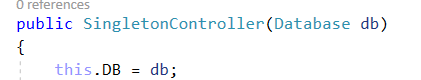 0 references
public SingletonController(Database db)
{
this.DB = db;